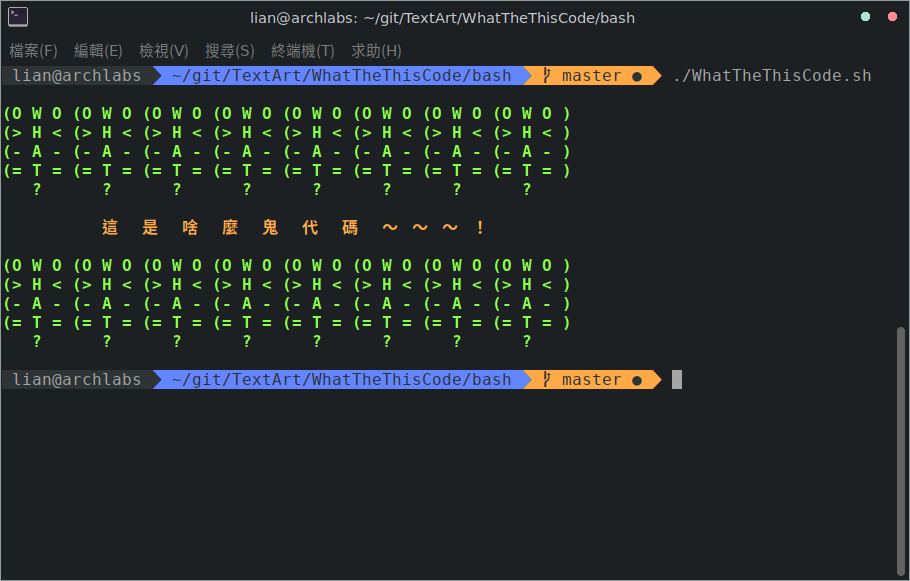 lian@archlabs: ~/git/TextArt/WhatTheThisCode/bash
檔案(F) 編輯(E) 檢視(V) 搜尋(S) 終端機(T) 求助(H)
lian@archlabs ~/git/TextArt/WhatTheThisCode/bash master ● ./WhatTheThisCode.sh
(O W O (O W O (O W O (O W O (O W O (O W O (O W O (O W O )
(> H < (> H < (> H < (> H < (> H < (> H < (> H < (> H < )
(- A - (- A - (- A - (- A - (- A - (- A - (- A - (- A - )
(= T = (= T = (= T = (= T = (= T = (= T = (= T = (= T = )
? ? ? ? ? ? ? ?
這 是 啥 麼 鬼 代 碼 ～ ～ ～ ！
(O W O (O W O (O W O (O W O (O W O (O W O (O W O (O W O )
(> H < (> H < (> H < (> H < (> H < (> H < (> H < (> H < )
(- A - (- A - (- A - (- A - (- A - (- A - (- A - (- A - )
(= T = (= T = (= T = (= T = (= T = (= T = (= T = (= T = )
? ? ? ? ? ? ? ?
lian@archlabs ~/git/TextArt/WhatTheThisCode/bash master ●